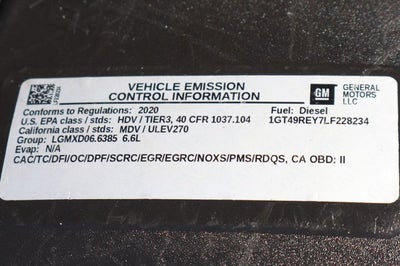 VEHICLE EMISSION
CONTROL INFORMATION
GM
GENERAL
MOTORS
LLC
Conforms to Regulations: 2020
Fuel: Diesel
U.S. EPA class / stds: HDV / TIER3, 40 CFR 1037.104
1GT49REY7LF228234
California class / stds: MDV / ULEV270
Group: LGMXD06.6385 6.6L
Evap: N/A
CAC/TC/DFI/OC/DPF/SCRC/EGR/EGRC/NOXS/PMS/RDQS, CA OBD: II